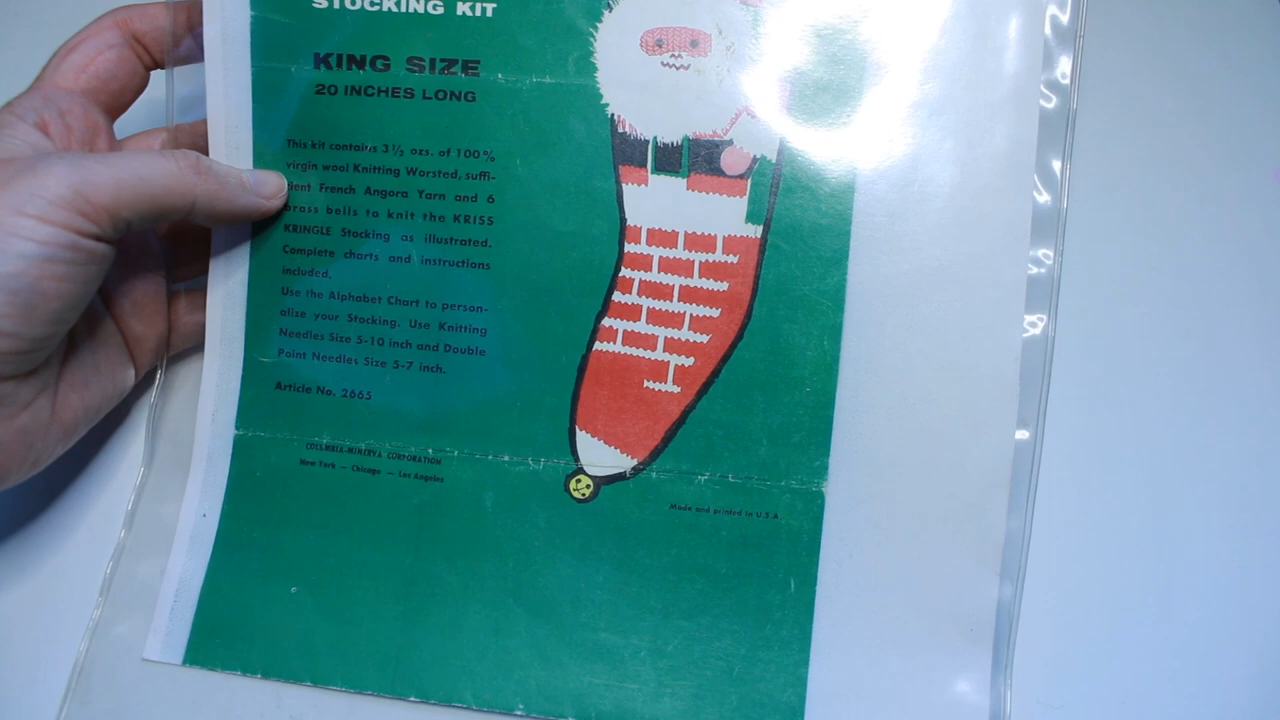 STOCKING KIT
KING SIZE
20 INCHES LONG
This kit contains 3½ ozs. of 100%
virgin wool Knitting Worsted, suffi-
cient French Angora Yarn and 6
brass bells to knit the KRISS
KRINGLE Stocking as illustrated.
Complete charts and instructions
included.
Use the Alphabet Chart to person-
alize your Stocking. Use Knitting
Needles Size 5-10 inch and Double
Point Needles Size 5-7 inch.
Article No. 2665
COLUMBIA-MINERVA CORPORATION
New York — Chicago — Los Angeles
Made and printed in U.S.A.